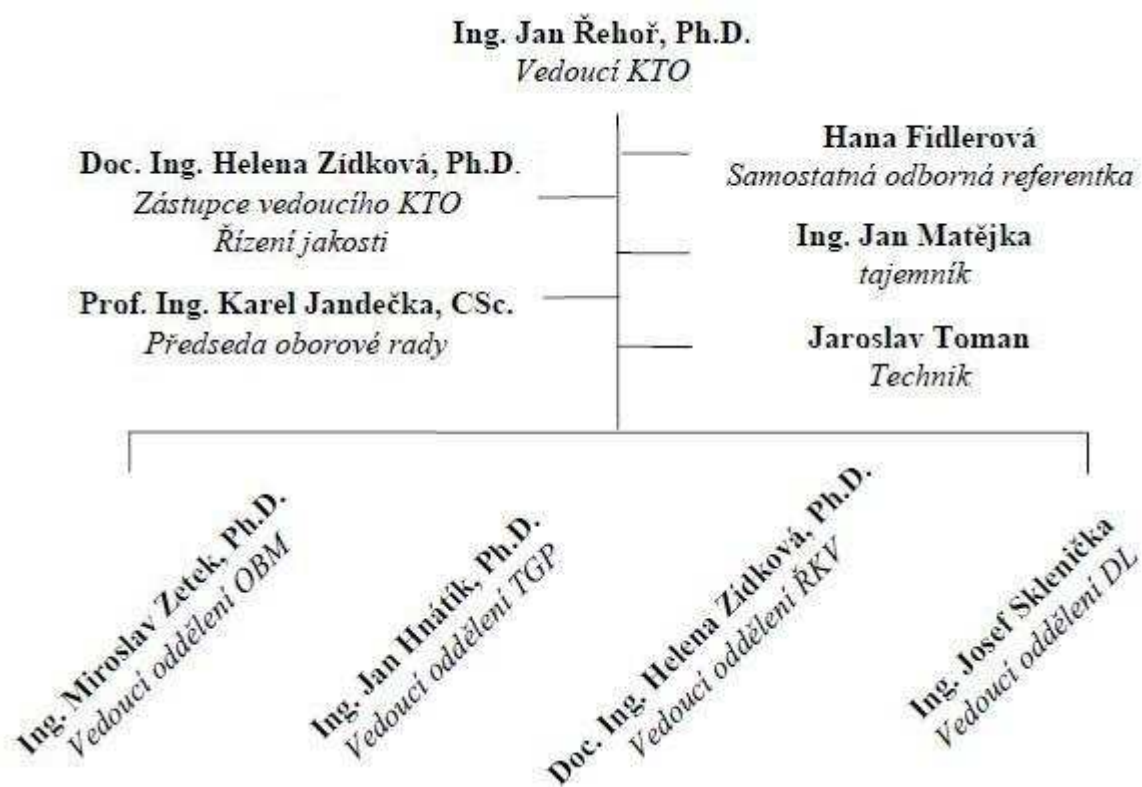 Ing. Jan Řehoř, Ph.D.
Vedoucí KTO
Doc. Ing. Helena Zídková, Ph.D.
Zástupce vedoucího KTO
Řízení jakosti
Prof. Ing. Karel Jandečka, CSc.
Předseda oborové rady
Hana Fidlerová
Samostatná odborná referentka
Ing. Jan Matějka
tajemník
Jaroslav Toman
Technik
Ing. Miroslav Zetek, Ph.D.
Vedoucí oddělení OBM
Ing. Jan Hnátík, Ph.D.
Vedoucí oddělení TGP
Doc. Ing. Helena Zídková, Ph.D.
Vedoucí oddělení ŘKV
Ing. Josef Sklenička
Vedoucí oddělení DL